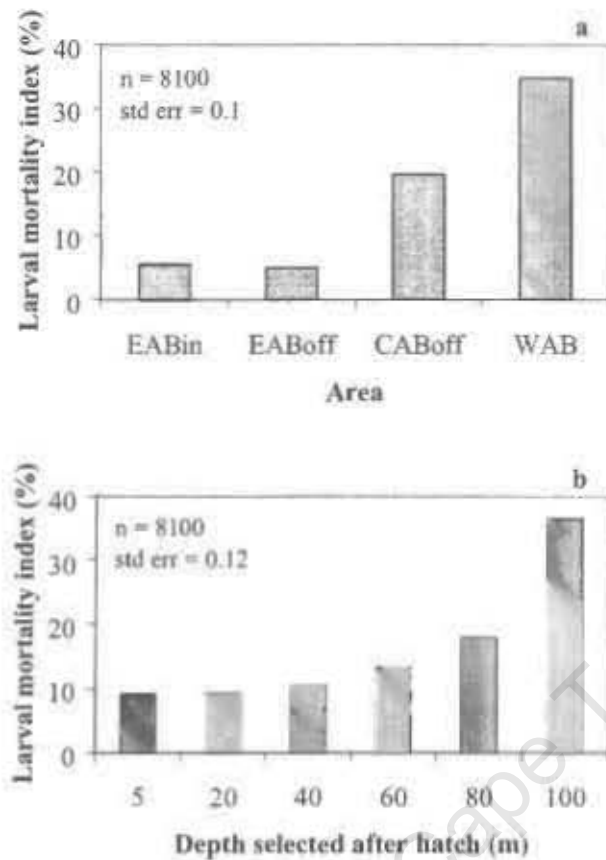 Larval mortality index (%)
a
40
30
20
10
0
n = 8100
std err = 0.1
EABin EABoff CABoff WAB
Area
Larval mortality index (%)
b
40
30
20
10
0
n = 8100
std err = 0.12
5 20 40 60 80 100
Depth selected after hatch (m)
ape T